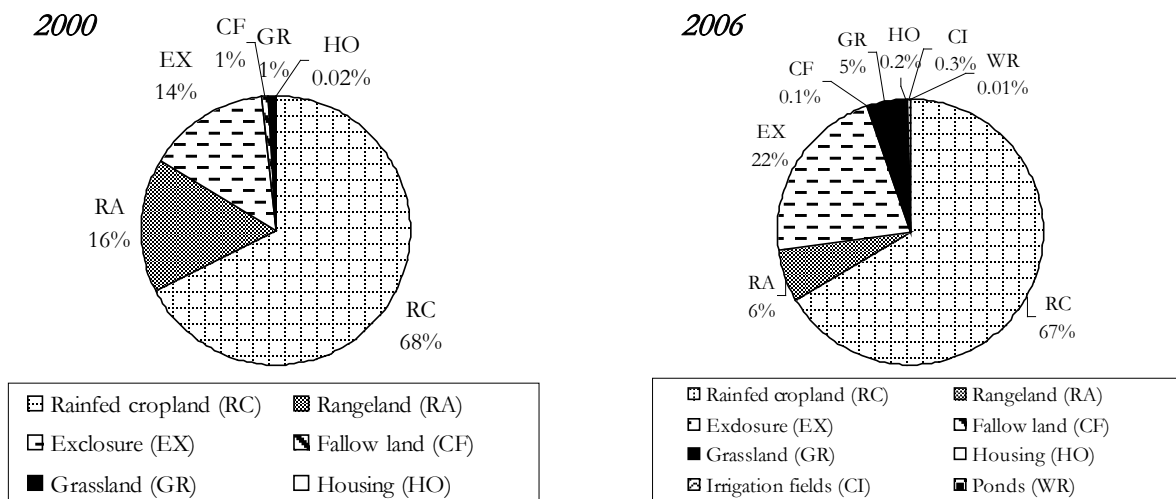 2000
CF
1%
GR
1%
HO
0.02%
EX
14%
RA
16%
RC
68%
Rainfed cropland (RC)
Rangeland (RA)
Exclosure (EX)
Fallow land (CF)
Grassland (GR)
Housing (HO)
2006
CF
0.1%
GR
5%
HO
0.2%
CI
0.3%
WR
0.01%
EX
22%
RA
6%
RC
67%
Rainfed cropland (RC)
Rangeland (RA)
Exclosure (EX)
Fallow land (CF)
Grassland (GR)
Housing (HO)
Irrigation fields (CI)
Ponds (WR)